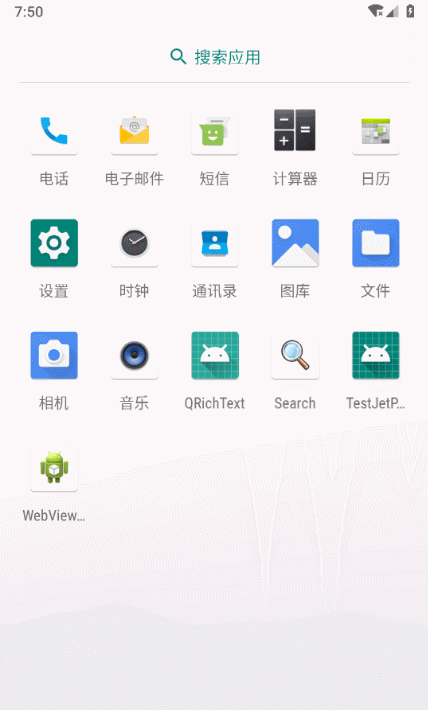 7:50
搜索应用
电话 电子邮件 短信 计算器 日历
设置 时钟 通讯录 图库 文件
相机 音乐 QRichText Search TestJetP...
WebView...